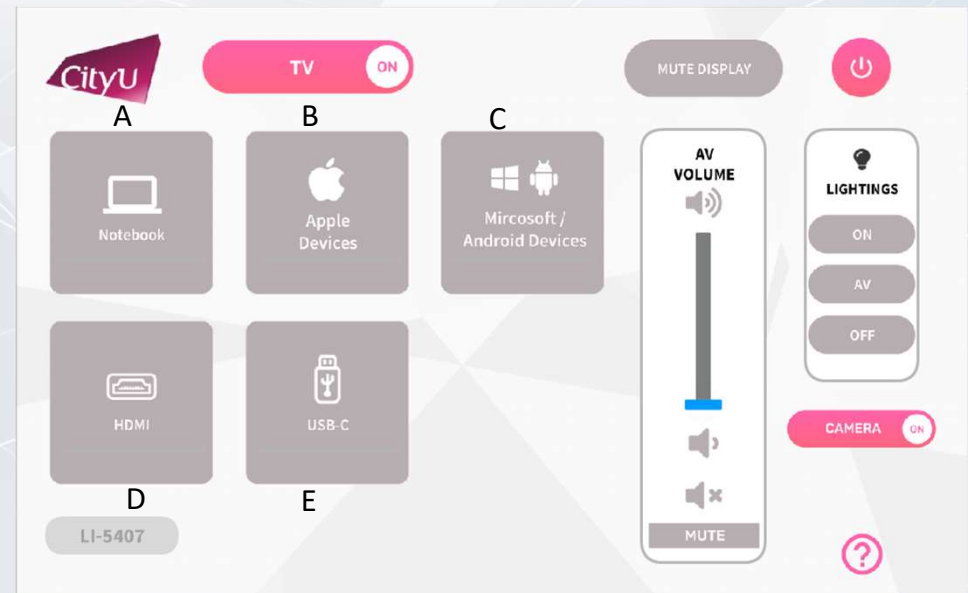 CityU
TV ON
MUTE DISPLAY
A
B
C
Notebook
Apple
Devices
Mircosoft /
Android Devices
HDMI
USB-C
D
E
LI-5407
AV
VOLUME
MUTE
LIGHTINGS
ON
AV
OFF
CAMERA ON
?